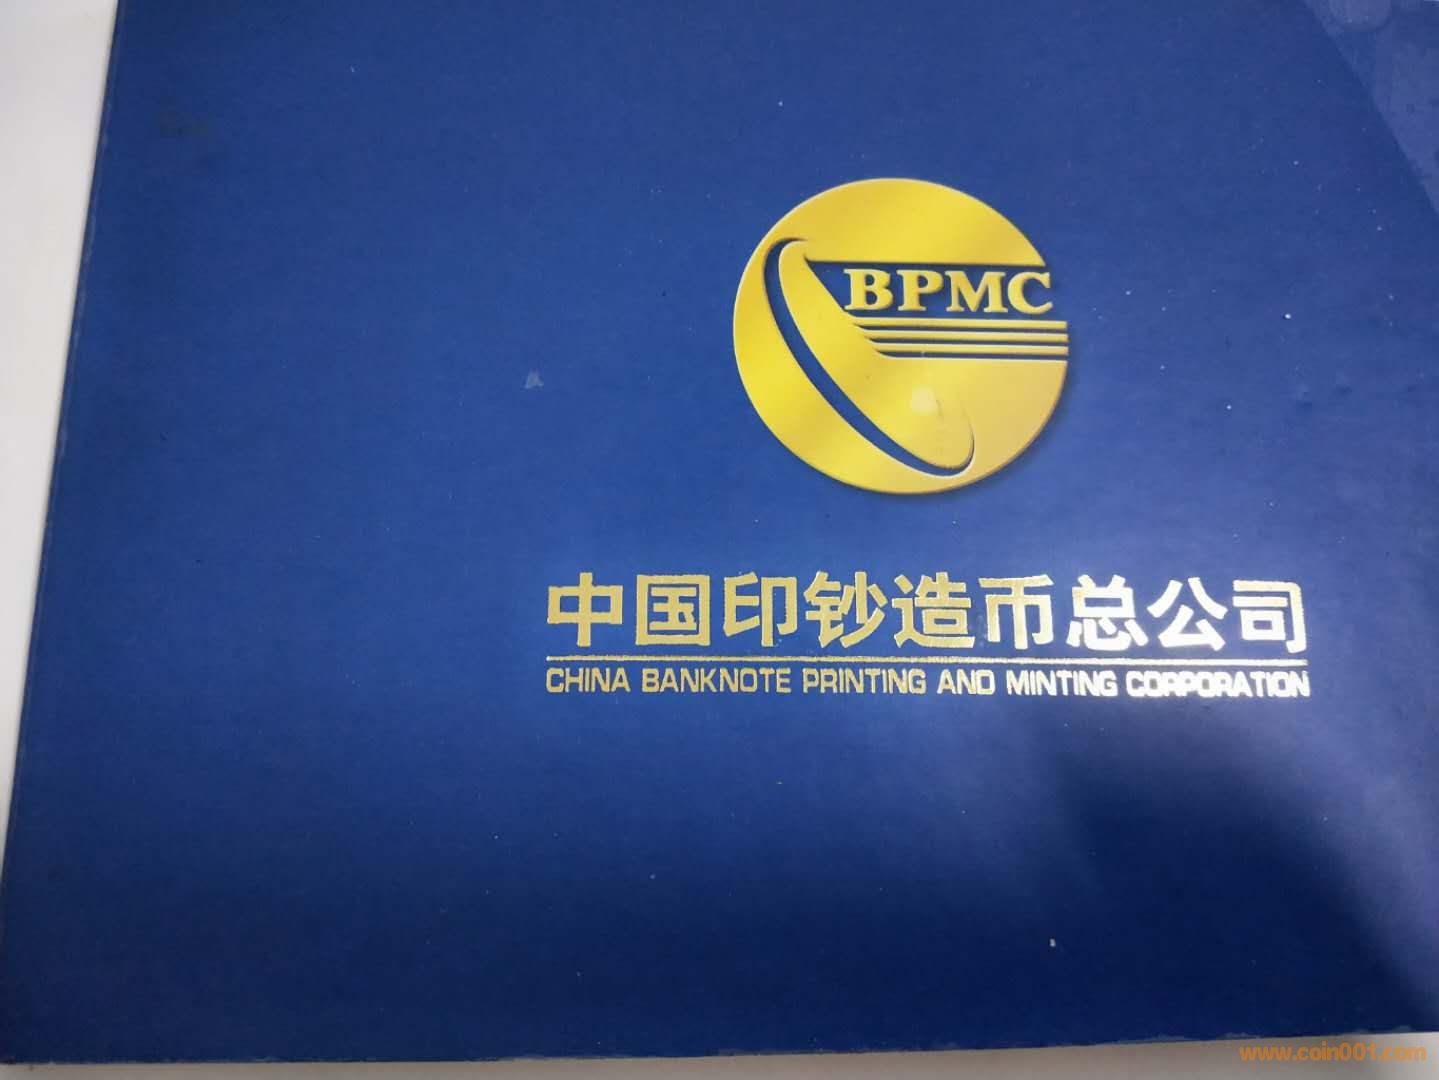 BPMC
中国印钞造币总公司
CHINA BANKNOTE PRINTING AND MINTING CORPORATION
www.coin001.com